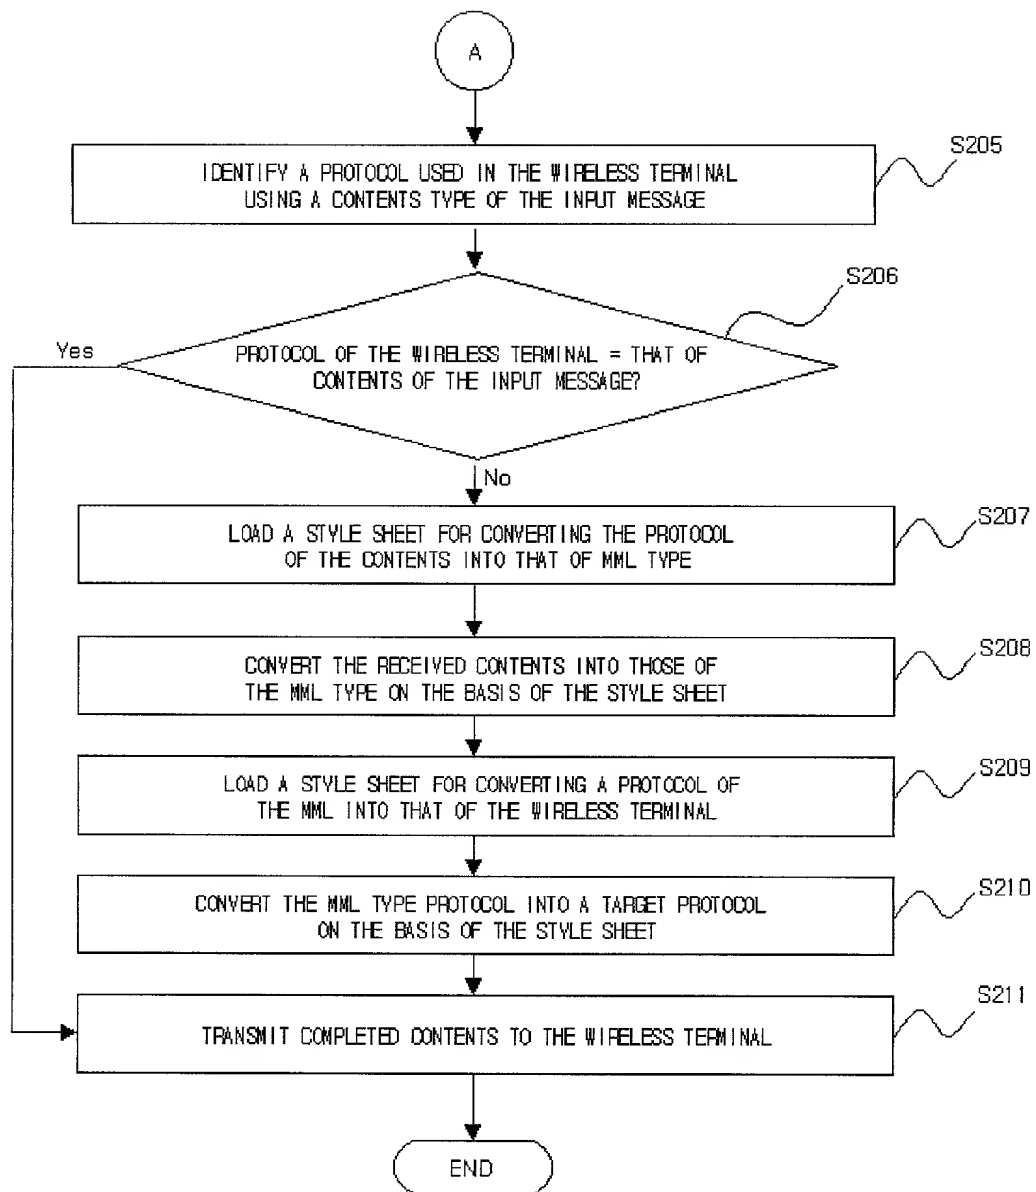 A
S205
IDENTIFY A PROTOCOL USED IN THE WIRELESS TERMINAL
USING A CONTENTS TYPE OF THE INPUT MESSAGE
S206
Yes
PROTOCOL OF THE WIRELESS TERMINAL = THAT OF
CONTENTS OF THE INPUT MESSAGE?
No
S207
LOAD A STYLE SHEET FOR CONVERTING THE PROTOCOL
OF THE CONTENTS INTO THAT OF MML TYPE
S208
CONVERT THE RECEIVED CONTENTS INTO THOSE OF
THE MML TYPE ON THE BASIS OF THE STYLE SHEET
S209
LOAD A STYLE SHEET FOR CONVERTING A PROTOCOL OF
THE MML INTO THAT OF THE WIRELESS TERMINAL
S210
CONVERT THE MML TYPE PROTOCOL INTO A TARGET PROTOCOL
ON THE BASIS OF THE STYLE SHEET
S211
TRANSMIT COMPLETED CONTENTS TO THE WIRELESS TERMINAL
END